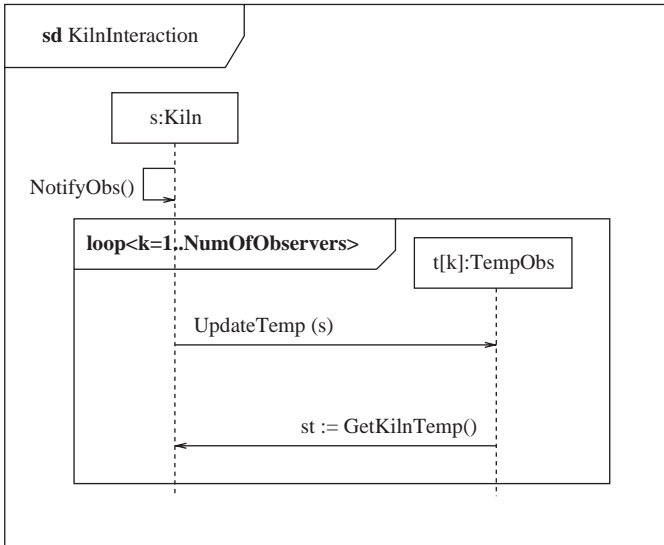 sd KilnInteraction
s:Kiln
NotifyObs()
loop<k=1..NumOfObservers>
t[k]:TempObs
UpdateTemp (s)
st := GetKilnTemp()